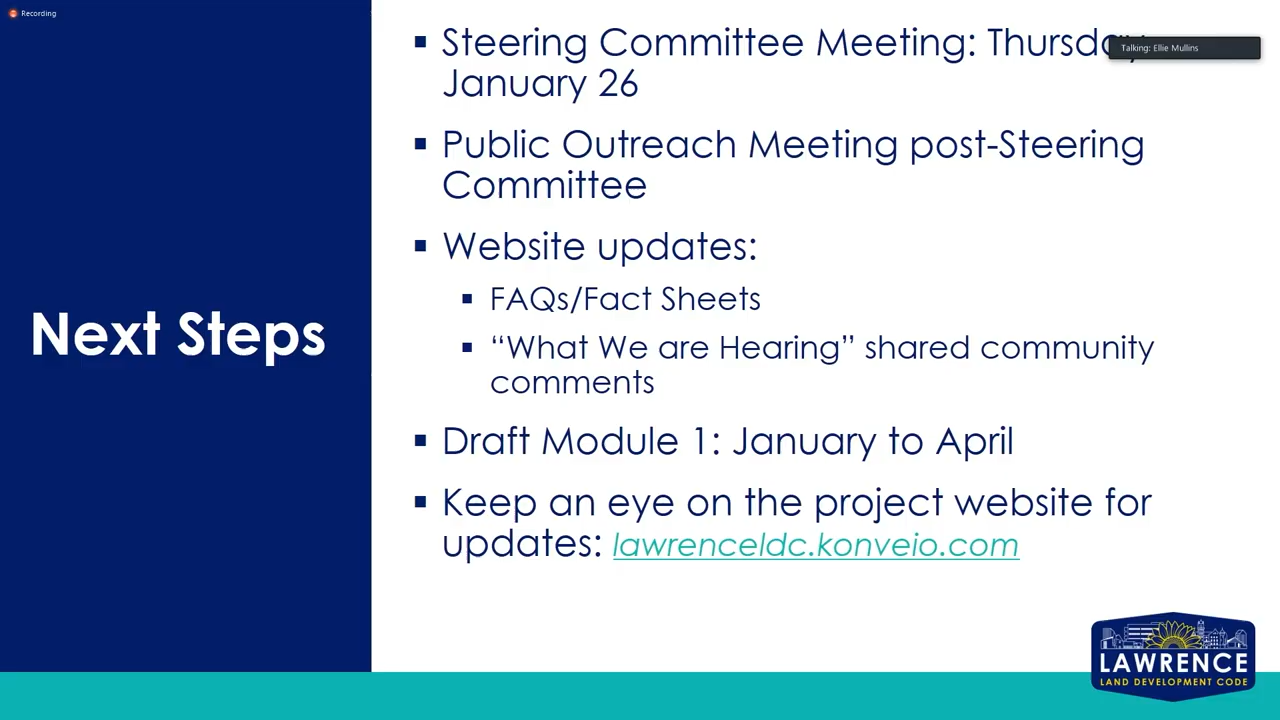 Recording
Talking: Ellie Mullins
Next Steps
▪ Steering Committee Meeting: Thursday
January 26
▪ Public Outreach Meeting post-Steering
Committee
▪ Website updates:
▪ FAQs/Fact Sheets
▪ “What We are Hearing” shared community
comments
▪ Draft Module 1: January to April
▪ Keep an eye on the project website for
updates: lawrenceldc.konveio.com
LAWRENCE
LAND DEVELOPMENT CODE